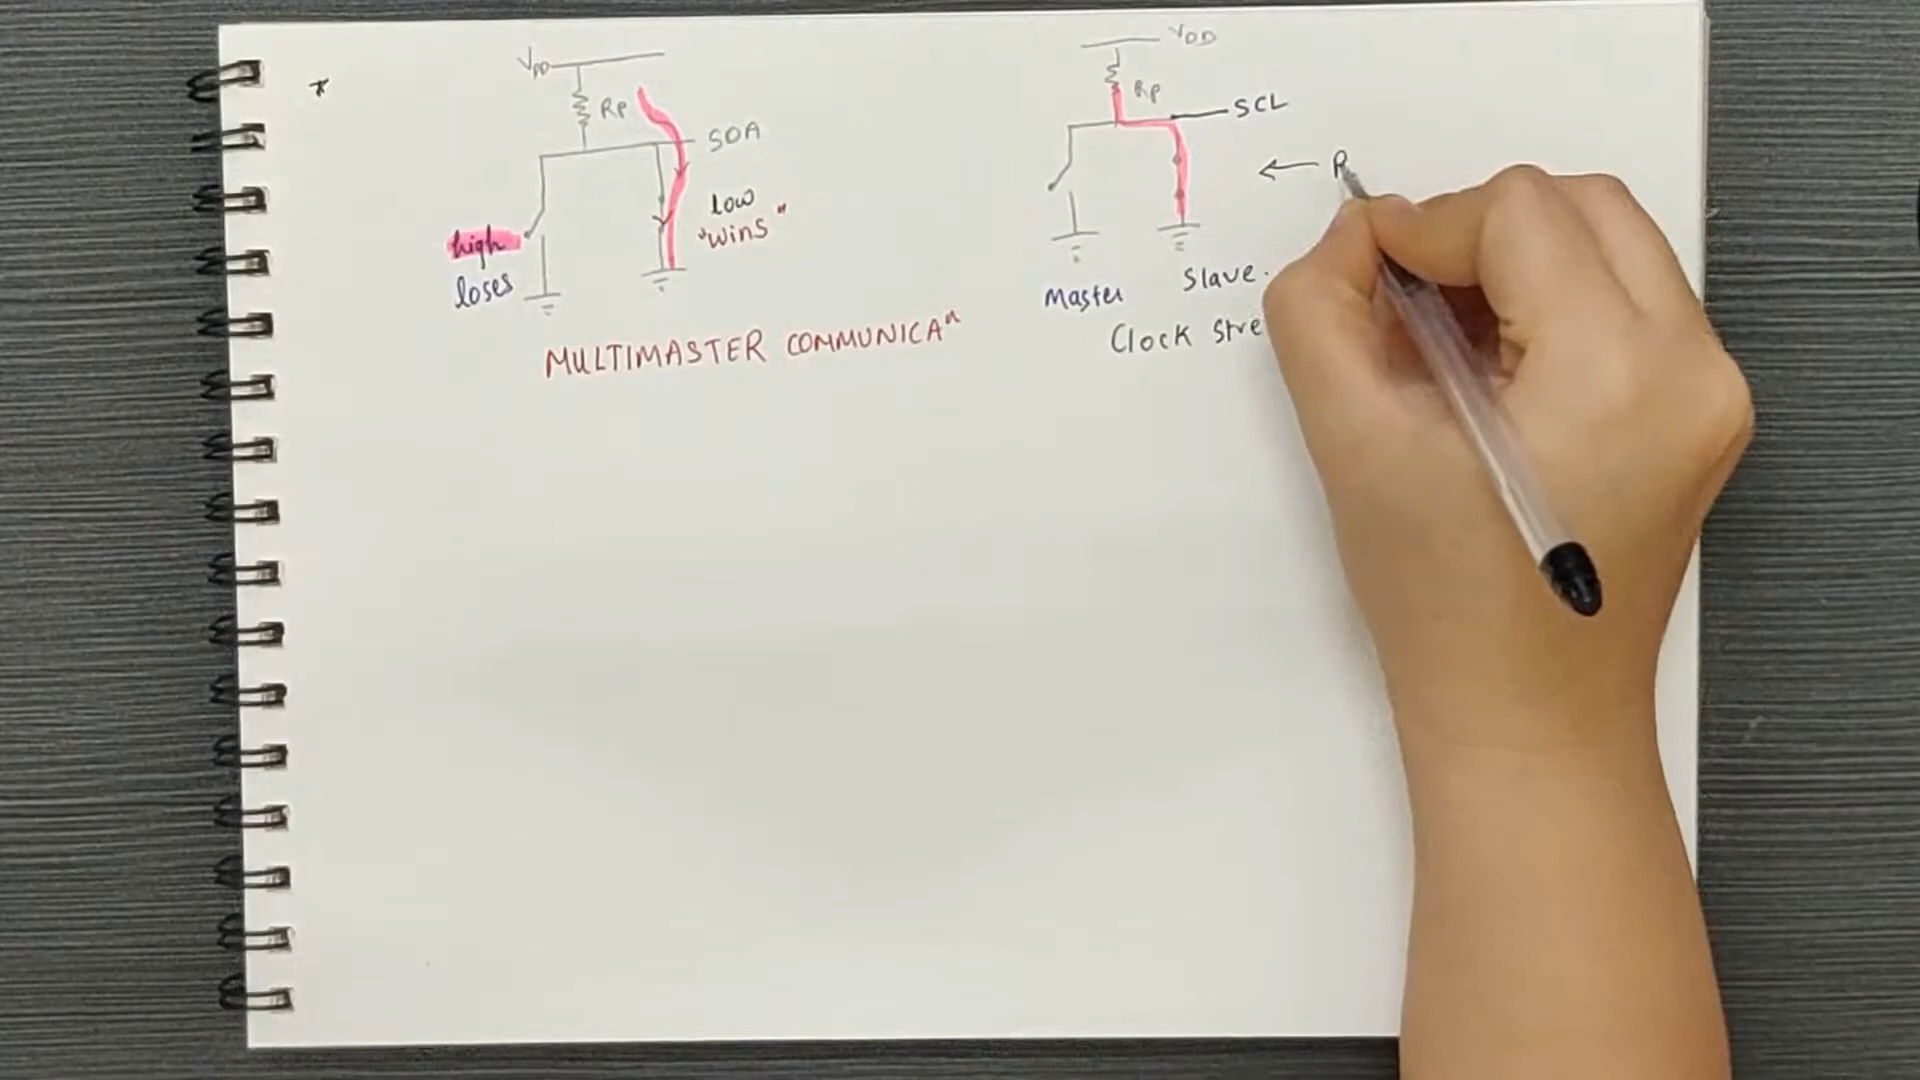 *
VDD
Rp
SDA
low
"wins"
high
loses
MULTIMASTER COMMUNICAⁿ
VDD
Rp
SCL
← P
Master
Slave.
Clock Stre